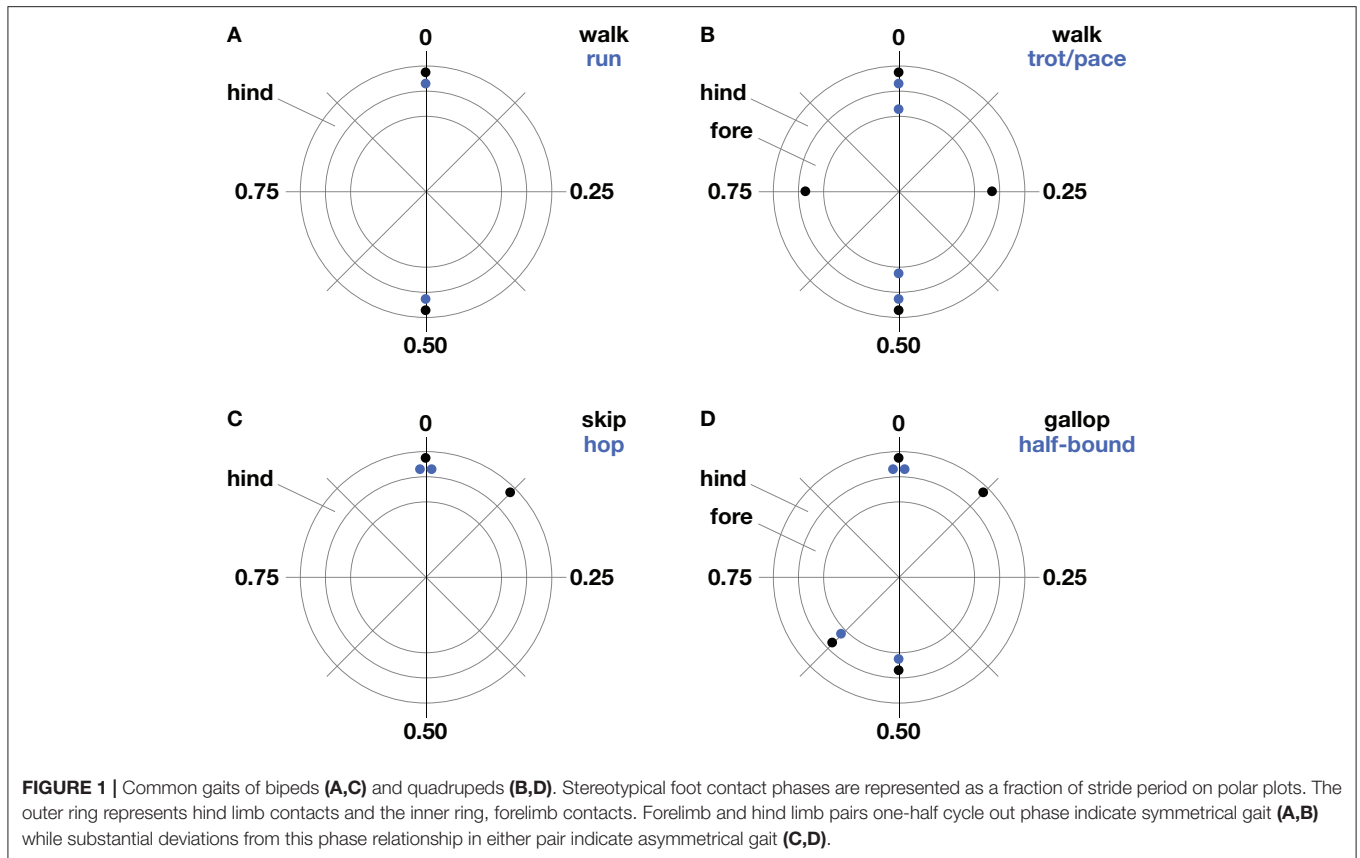 A
0
walk
run
hind
0.75
0.25
0.50
B
0
walk
trot/pace
hind
fore
0.75
0.25
0.50
C
0
skip
hop
hind
0.75
0.25
0.50
D
0
gallop
half-bound
hind
fore
0.75
0.25
0.50
FIGURE 1 | Common gaits of bipeds (A,C) and quadrupeds (B,D). Stereotypical foot contact phases are represented as a fraction of stride period on polar plots. The
outer ring represents hind limb contacts and the inner ring, forelimb contacts. Forelimb and hind limb pairs one-half cycle out phase indicate symmetrical gait (A,B)
while substantial deviations from this phase relationship in either pair indicate asymmetrical gait (C,D).